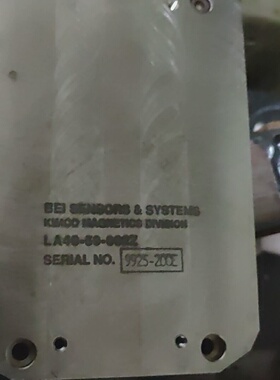 BEI SENSORS & SYSTEMS
KIMCO MAGNETICS DIVISION
SERIAL NO. 9925-200E